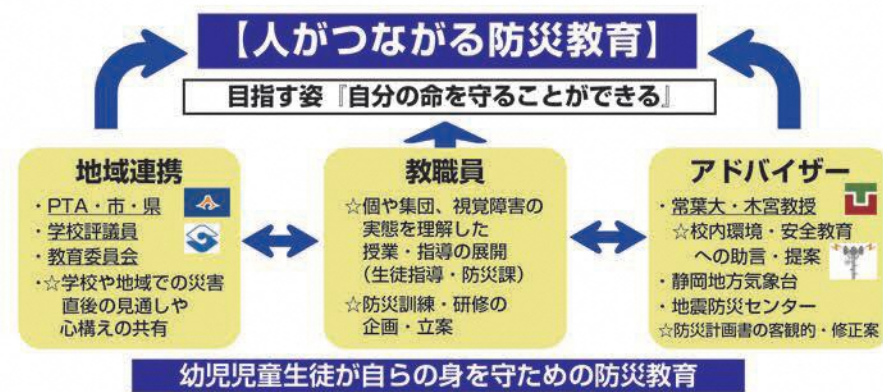 【人がつながる防災教育】
目指す姿『自分の命を守ることができる』
地域連携
・PTA・市・県
・学校評議員
・教育委員会
・☆学校や地域での災害
直後の見通しや
心構えの共有
教職員
☆個や集団、視覚障害の
実態を理解した
授業・指導の展開
（生徒指導・防災課）
☆防災訓練・研修の
企画・立案
アドバイザー
・常葉大・木宮教授
☆校内環境・安全教育
への助言・提案
・静岡地方気象台
・地震防災センター
☆防災計画書の客観的・修正案
幼児児童生徒が自らの身を守ための防災教育